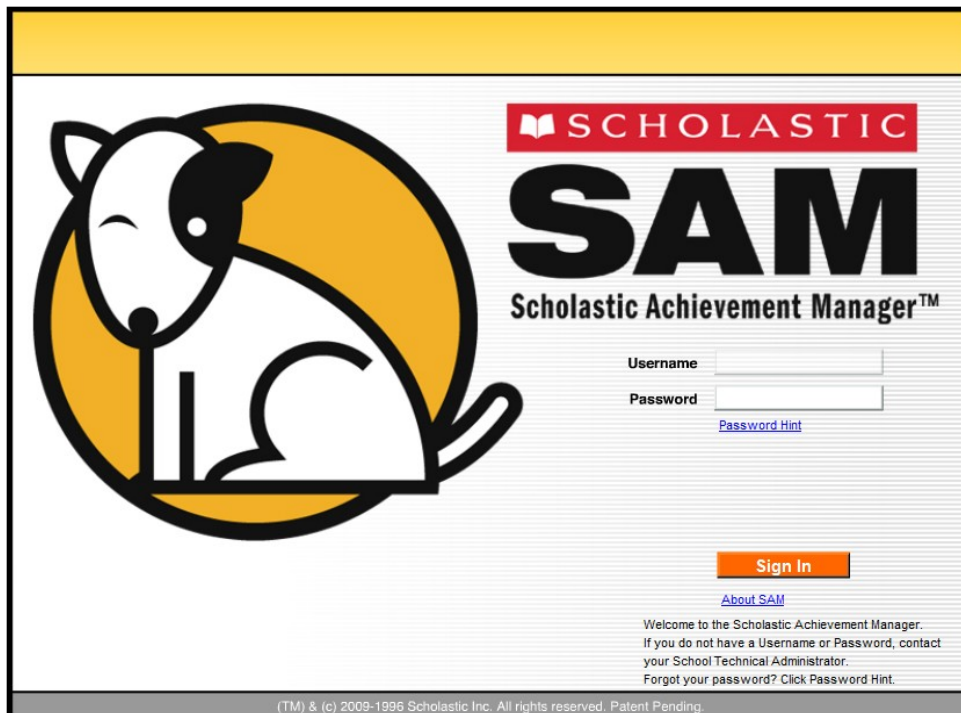 SCHOLASTIC
SAM
Scholastic Achievement Manager™
Username
Password
Password Hint
Sign In
About SAM
Welcome to the Scholastic Achievement Manager.
If you do not have a Username or Password, contact
your School Technical Administrator.
Forgot your password? Click Password Hint.
(TM) & (c) 2009-1996 Scholastic Inc. All rights reserved. Patent Pending.